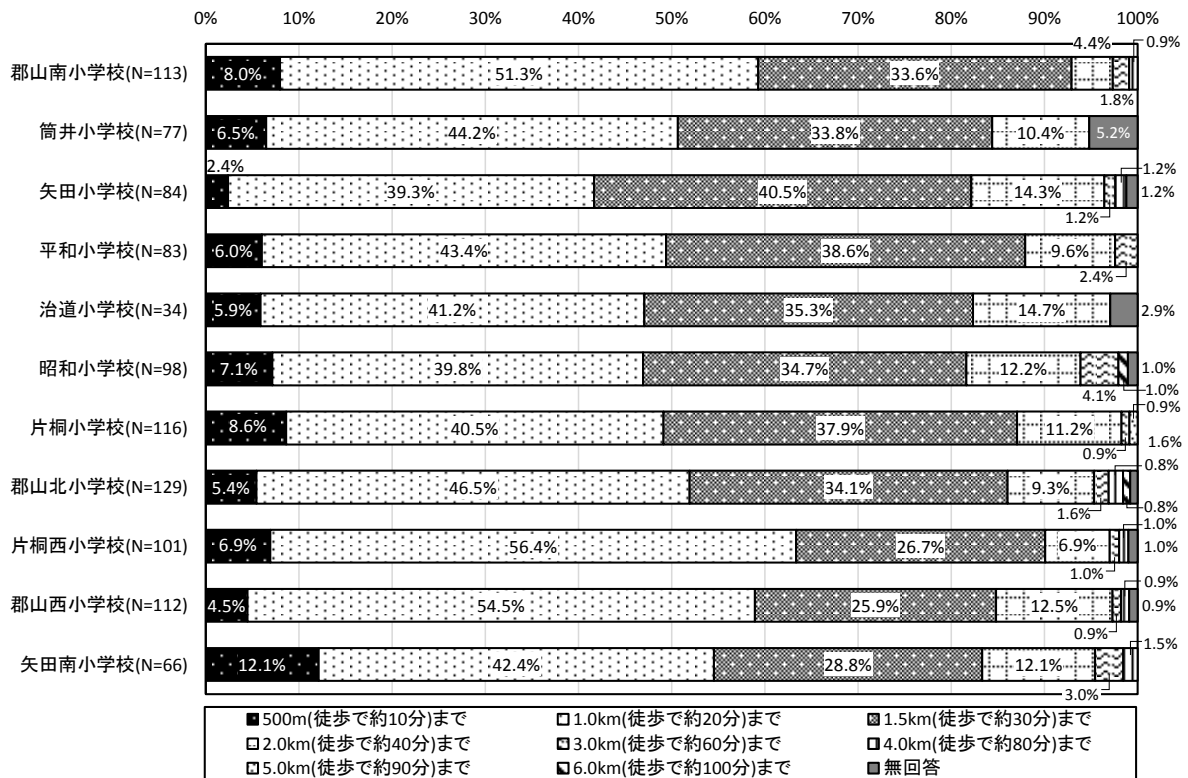 0% 10% 20% 30% 40% 50% 60% 70% 80% 90% 100%
4.4% 0.9%
郡山南小学校(N=113) 8.0% 51.3% 33.6%
1.8%
筒井小学校(N=77) 6.5% 44.2% 33.8% 10.4% 5.2%
2.4% 1.2%
矢田小学校(N=84) 39.3% 40.5% 14.3% 1.2%
1.2%
平和小学校(N=83) 6.0% 43.4% 38.6% 9.6%
2.4%
治道小学校(N=34) 5.9% 41.2% 35.3% 14.7% 2.9%
昭和小学校(N=98) 7.1% 39.8% 34.7% 12.2% 1.0%
4.1% 1.0%
0.9%
片桐小学校(N=116) 8.6% 40.5% 37.9% 11.2%
1.6%
0.9%
0.8%
郡山北小学校(N=129) 5.4% 46.5% 34.1% 9.3%
1.6% 0.8%
1.0%
片桐西小学校(N=101) 6.9% 56.4% 26.7% 6.9% 1.0%
1.0%
0.9%
郡山西小学校(N=112) 4.5% 54.5% 25.9% 12.5% 0.9%
0.9%
1.5%
矢田南小学校(N=66) 12.1% 42.4% 28.8% 12.1%
3.0%
500m(徒歩で約10分)まで 1.0km(徒歩で約20分)まで 1.5km(徒歩で約30分)まで
2.0km(徒歩で約40分)まで 3.0km(徒歩で約60分)まで 4.0km(徒歩で約80分)まで
5.0km(徒歩で約90分)まで 6.0km(徒歩で約100分)まで 無回答